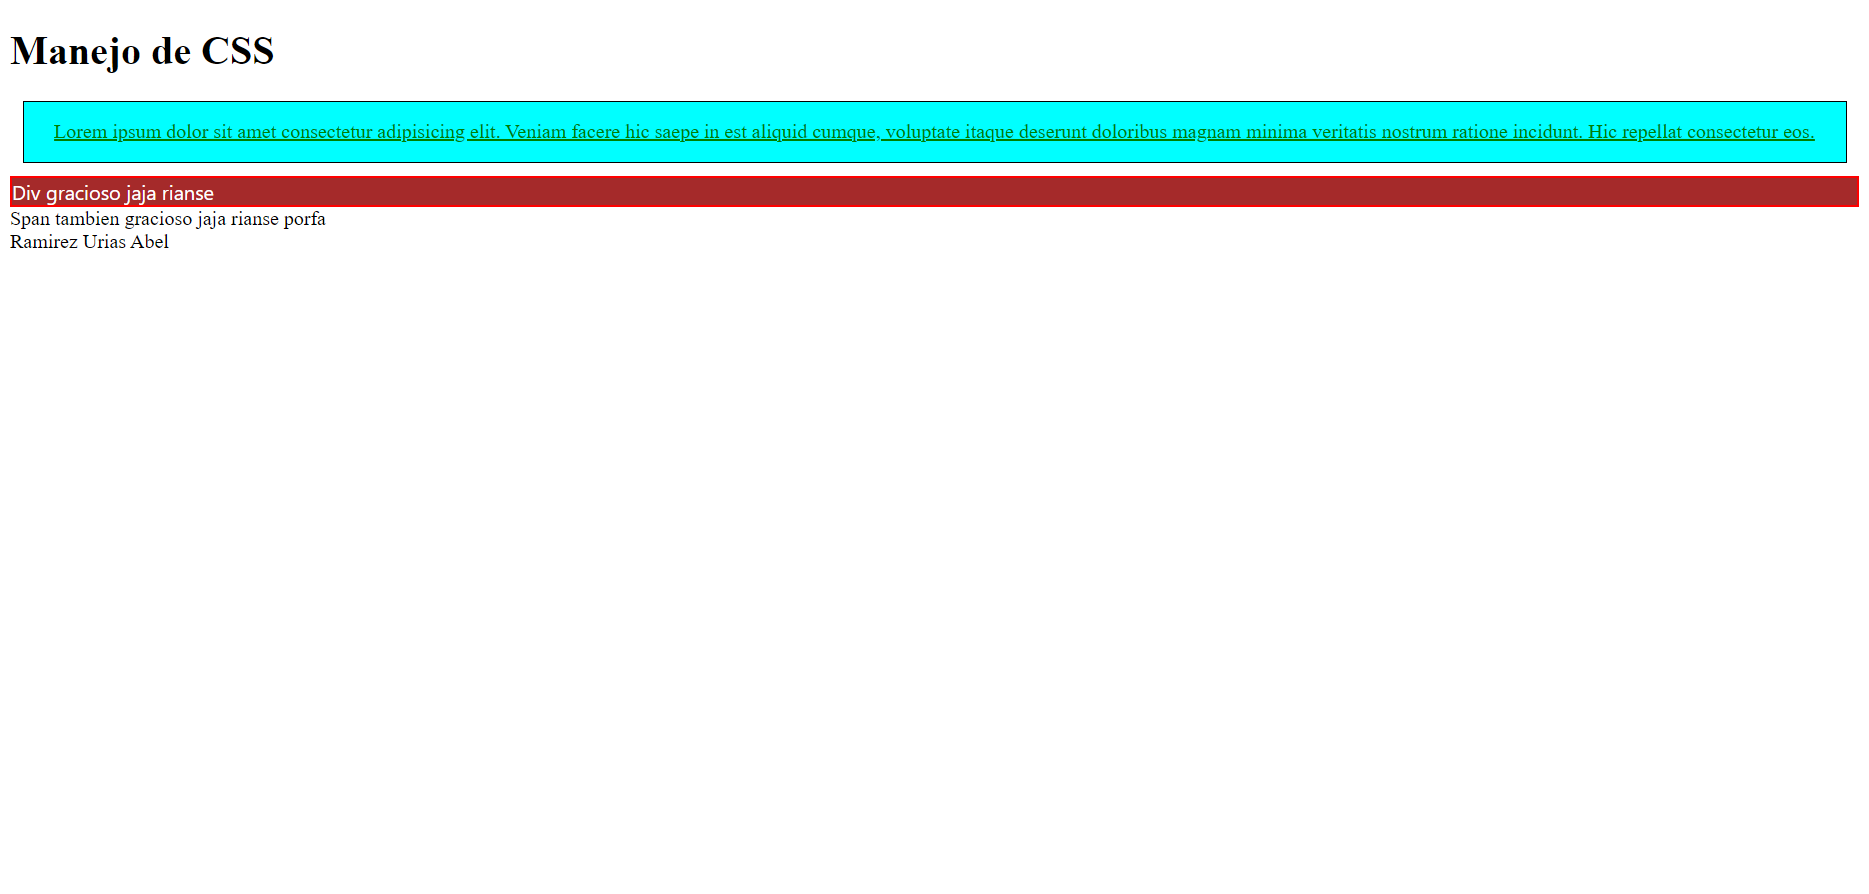 Manejo de CSS
Lorem ipsum dolor sit amet consectetur adipisicing elit. Veniam facere hic saepe in est aliquid cumque, voluptate itaque deserunt doloribus magnam minima veritatis nostrum ratione incidunt. Hic repellat consectetur eos.
Div gracioso jaja rianse
Span tambien gracioso jaja rianse porfa
Ramirez Urias Abel